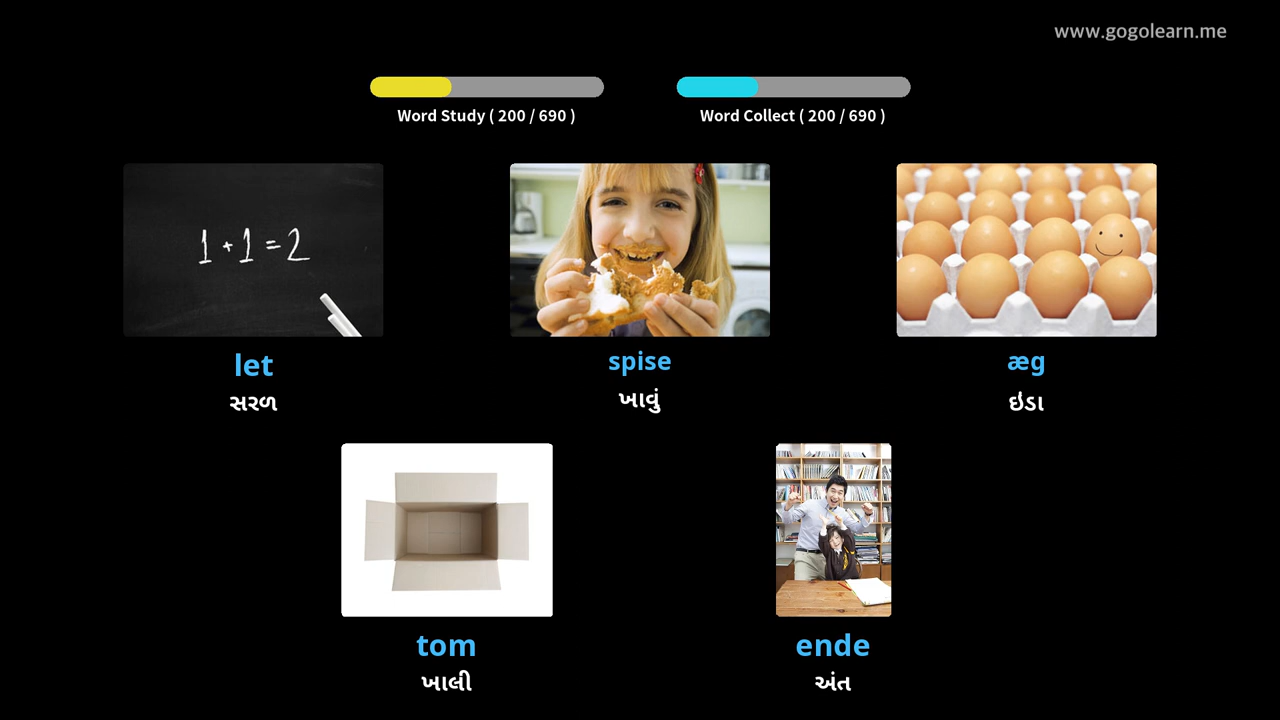 www.gogolearn.me
Word Study ( 200 / 690 )
Word Collect ( 200 / 690 )
1 + 1 = 2
let
spise
æg
સરળ
ખાવું
ઇંડા
tom
ende
ખાલી
અંત